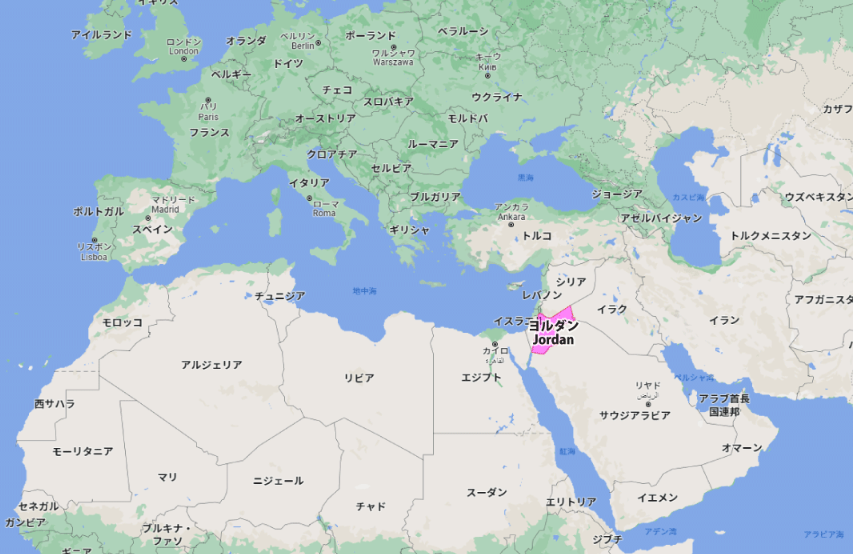 イギリス
アイルランド
ロンドン
London
オランダ
ベルリン
Berlin
ポーランド
ベラルーシ
ワルシャワ
Warszawa
ベルギー
ドイツ
キーウ
Київ
チェコ
パリ
Paris
スロバキア
ウクライナ
カザフ
フランス
オーストリア
モルドバ
ルーマニア
クロアチア
セルビア
イタリア
黒海
ブルガリア
ジョージア
カスピ海
ウズベキスタン
マドリード
Madrid
ポルトガル
スペイン
ローマ
Roma
アンカラ
Ankara
アゼルバイジャン
ギリシャ
トルコ
トルクメニスタン
リスボン
Lisboa
シリア
地中海
チュニジア
レバノン
アフガニスタ
イラク
モロッコ
イスラエ
ヨルダン
Jordan
イラン
カイロ
アルジェリア
リビア
エジプト
ペルシャ
リヤド
الرياض
アラブ首長
国連邦
西サハラ
サウジアラビア
モーリタニア
紅海
オマーン
マリ
ニジェール
スーダン
チャド
エリトリア
イエメン
セネガル
ガンビア
ブルキナ・
ファソ
アデン湾
アラビア海
ジブチ
ギニア